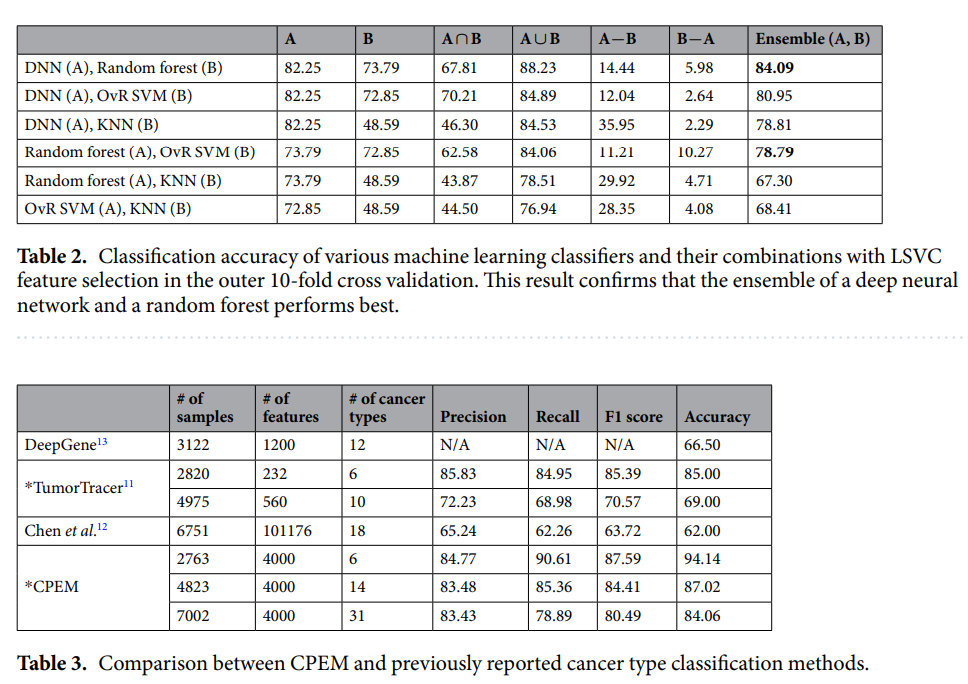 A B A∩B A∪B A−B B−A Ensemble (A, B)
DNN (A), Random forest (B) 82.25 73.79 67.81 88.23 14.44 5.98 84.09
DNN (A), OvR SVM (B) 82.25 72.85 70.21 84.89 12.04 2.64 80.95
DNN (A), KNN (B) 82.25 48.59 46.30 84.53 35.95 2.29 78.81
Random forest (A), OvR SVM (B) 73.79 72.85 62.58 84.06 11.21 10.27 78.79
Random forest (A), KNN (B) 73.79 48.59 43.87 78.51 29.92 4.71 67.30
OvR SVM (A), KNN (B) 72.85 48.59 44.50 76.94 28.35 4.08 68.41
Table 2. Classification accuracy of various machine learning classifiers and their combinations with LSVC
feature selection in the outer 10-fold cross validation. This result confirms that the ensemble of a deep neural
network and a random forest performs best.
# of samples # of features # of cancer types Precision Recall F1 score Accuracy
DeepGene13 3122 1200 12 N/A N/A N/A 66.50
*TumorTracer11 2820 232 6 85.83 84.95 85.39 85.00
4975 560 10 72.23 68.98 70.57 69.00
Chen et al.12 6751 101176 18 65.24 62.26 63.72 62.00
*CPEM 2763 4000 6 84.77 90.61 87.59 94.14
4823 4000 14 83.48 85.36 84.41 87.02
7002 4000 31 83.43 78.89 80.49 84.06
Table 3. Comparison between CPEM and previously reported cancer type classification methods.